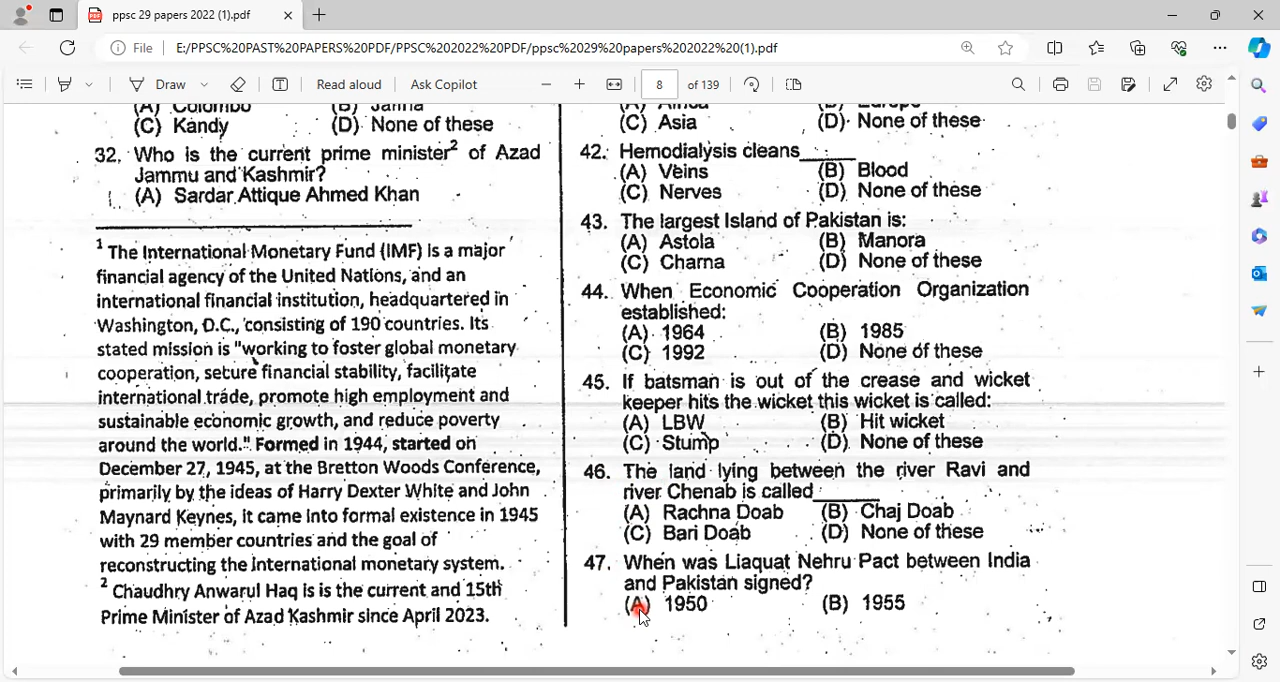 ppsc 29 papers 2022 (1).pdf
File
E:/PPSC%20PAST%20PAPERS%20PDF/PPSC%202022%20PDF/ppsc%2029%20papers%202022%20(1).pdf
Draw
Read aloud
Ask Copilot
8
of 139
(A) Colombo (B) Jaffna
(C) Kandy (D) None of these
32. Who is the current prime minister2 of Azad
Jammu and Kashmir?
(A) Sardar Attique Ahmed Khan
1 The International Monetary Fund (IMF) is a major
financial agency of the United Nations, and an
international financial institution, headquartered in
Washington, D.C., consisting of 190 countries. Its
stated mission is "working to foster global monetary
cooperation, secure financial stability, facilitate
international trade, promote high employment and
sustainable economic growth, and reduce poverty
around the world." Formed in 1944, started on
December 27, 1945, at the Bretton Woods Conference,
primarily by the ideas of Harry Dexter White and John
Maynard Keynes, it came into formal existence in 1945
with 29 member countries and the goal of
reconstructing the international monetary system.
2 Chaudhry Anwarul Haq is is the current and 15th
Prime Minister of Azad Kashmir since April 2023.
(A) Africa (B) Europe
(C) Asia (D) None of these
42. Hemodialysis cleans_____
(A) Veins (B) Blood
(C) Nerves (D) None of these
43. The largest Island of Pakistan is:
(A) Astola (B) Manora
(C) Charna (D) None of these
44. When Economic Cooperation Organization
established:
(A) 1964 (B) 1985
(C) 1992 (D) None of these
45. If batsman is out of the crease and wicket
keeper hits the wicket this wicket is called:
(A) LBW (B) Hit wicket
(C) Stump (D) None of these
46. The land lying between the river Ravi and
river Chenab is called______
(A) Rachna Doab (B) Chaj Doab
(C) Bari Doab (D) None of these
47. When was Liaquat Nehru Pact between India
and Pakistan signed?
(A) 1950 (B) 1955